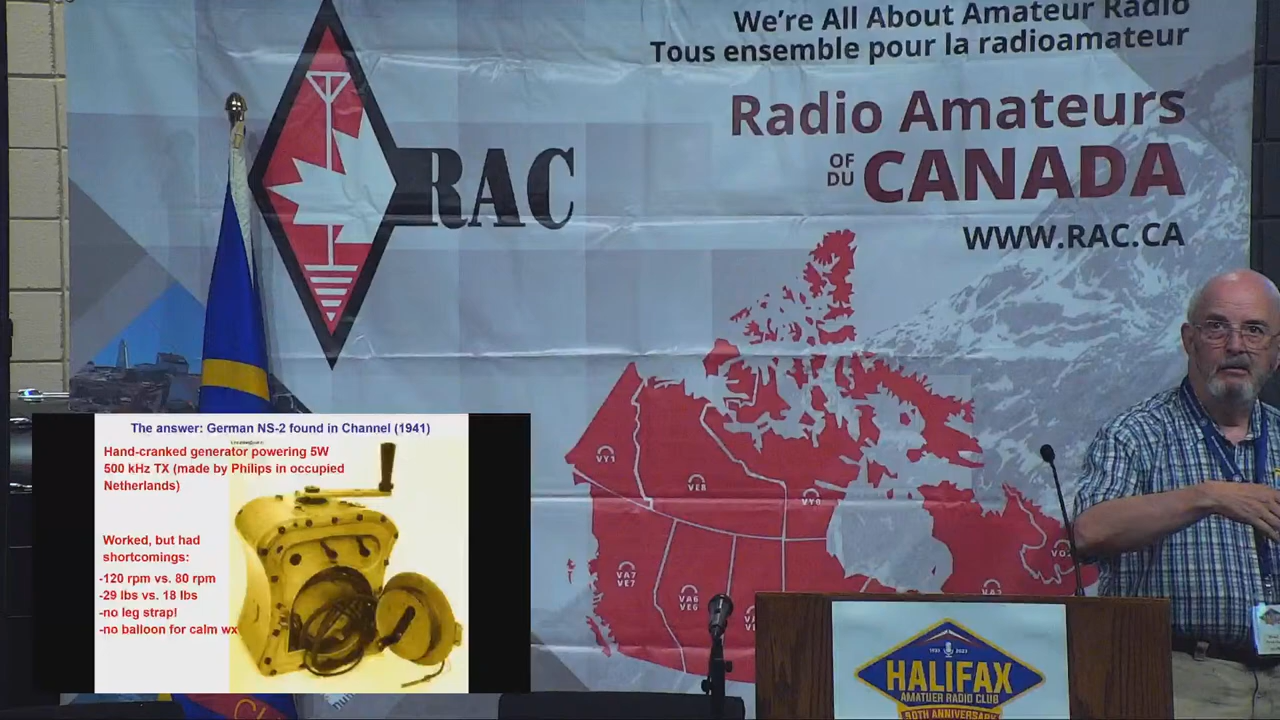 We're All About Amateur Radio
Tous ensemble pour la radioamateur
Radio Amateurs
OF
DU
CANADA
WWW.RAC.CA
RAC
VY1
VE8
VY0
VA7
VE7
VA6
VE6
VO2
The answer: German NS-2 found in Channel (1941)
Hand-cranked generator powering 5W
500 kHz TX (made by Philips in occupied
Netherlands)
Worked, but had
shortcomings:
-120 rpm vs. 80 rpm
-29 lbs vs. 18 lbs
-no leg strap!
-no balloon for calm wx
HALIFAX
AMATUER RADIO CLUB
90TH ANNIVERSARY